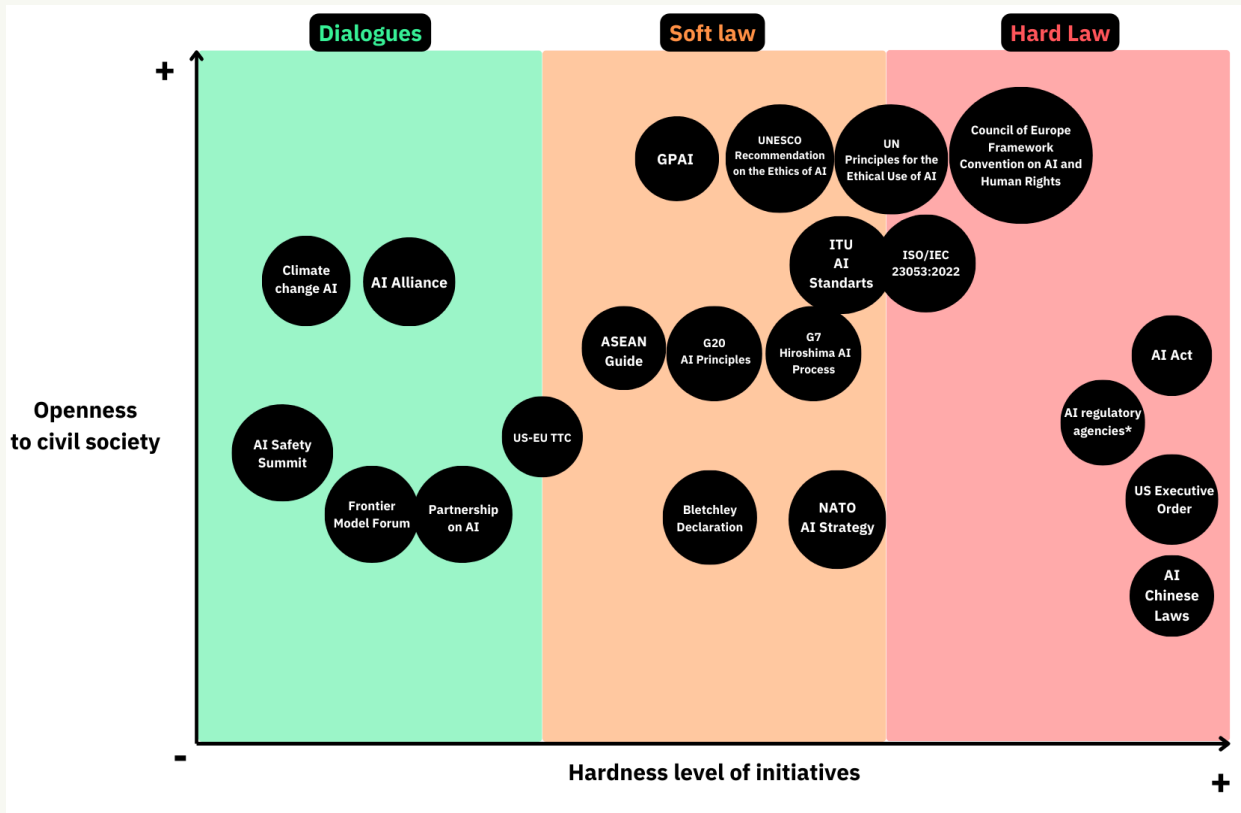 Dialogues
Soft law
Hard Law
+
Openness
to civil society
-
Hardness level of initiatives
+
GPAI
UNESCO
Recommendation
on the Ethics of AI
UN
Principles for the
Ethical Use of AI
Council of Europe
Framework
Convention on AI and
Human Rights
Climate
change AI
AI Alliance
ITU
AI
Standarts
ISO/IEC
23053:2022
ASEAN
Guide
G20
AI Principles
G7
Hiroshima AI
Process
AI Act
AI regulatory
agencies*
AI Safety
Summit
US-EU TTC
Frontier
Model Forum
Partnership
on AI
Bletchley
Declaration
NATO
AI Strategy
US Executive
Order
AI
Chinese
Laws